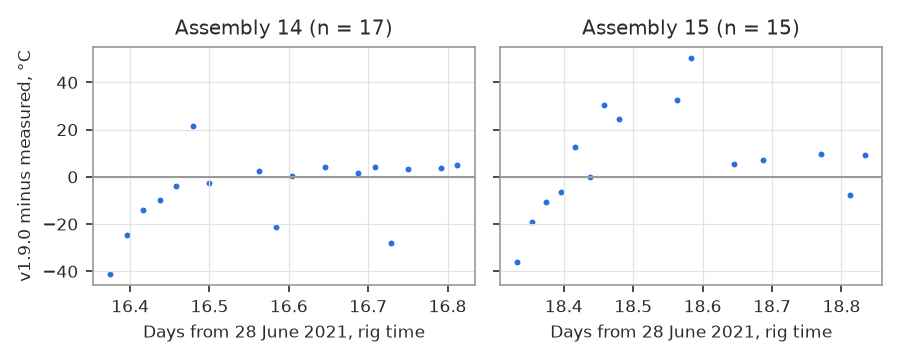 Assembly 14 (n = 17)
Assembly 15 (n = 15)
v1.9.0 minus measured, °C
40
20
0
−20
−40
16.4 16.5 16.6 16.7 16.8
18.4 18.5 18.6 18.7 18.8
Days from 28 June 2021, rig time
Days from 28 June 2021, rig time